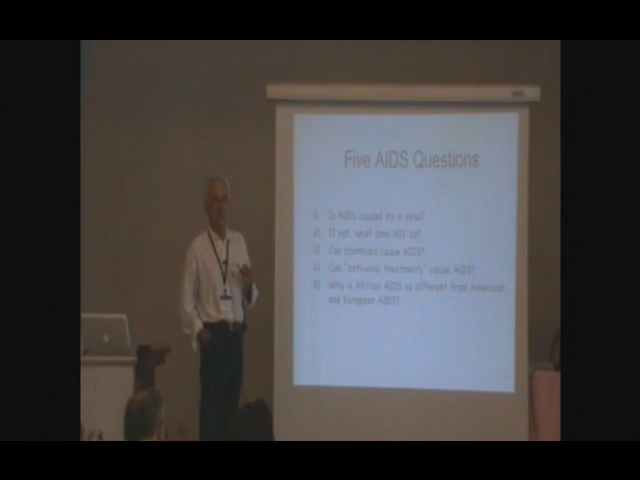 Five AIDS Questions
1) Is AIDS caused by a virus?
2) If not, what does HIV do?
3) Can chemicals cause AIDS?
4) Can "anti-viral treatments" cause AIDS?
5) Why is African AIDS so different from American
and European AIDS?